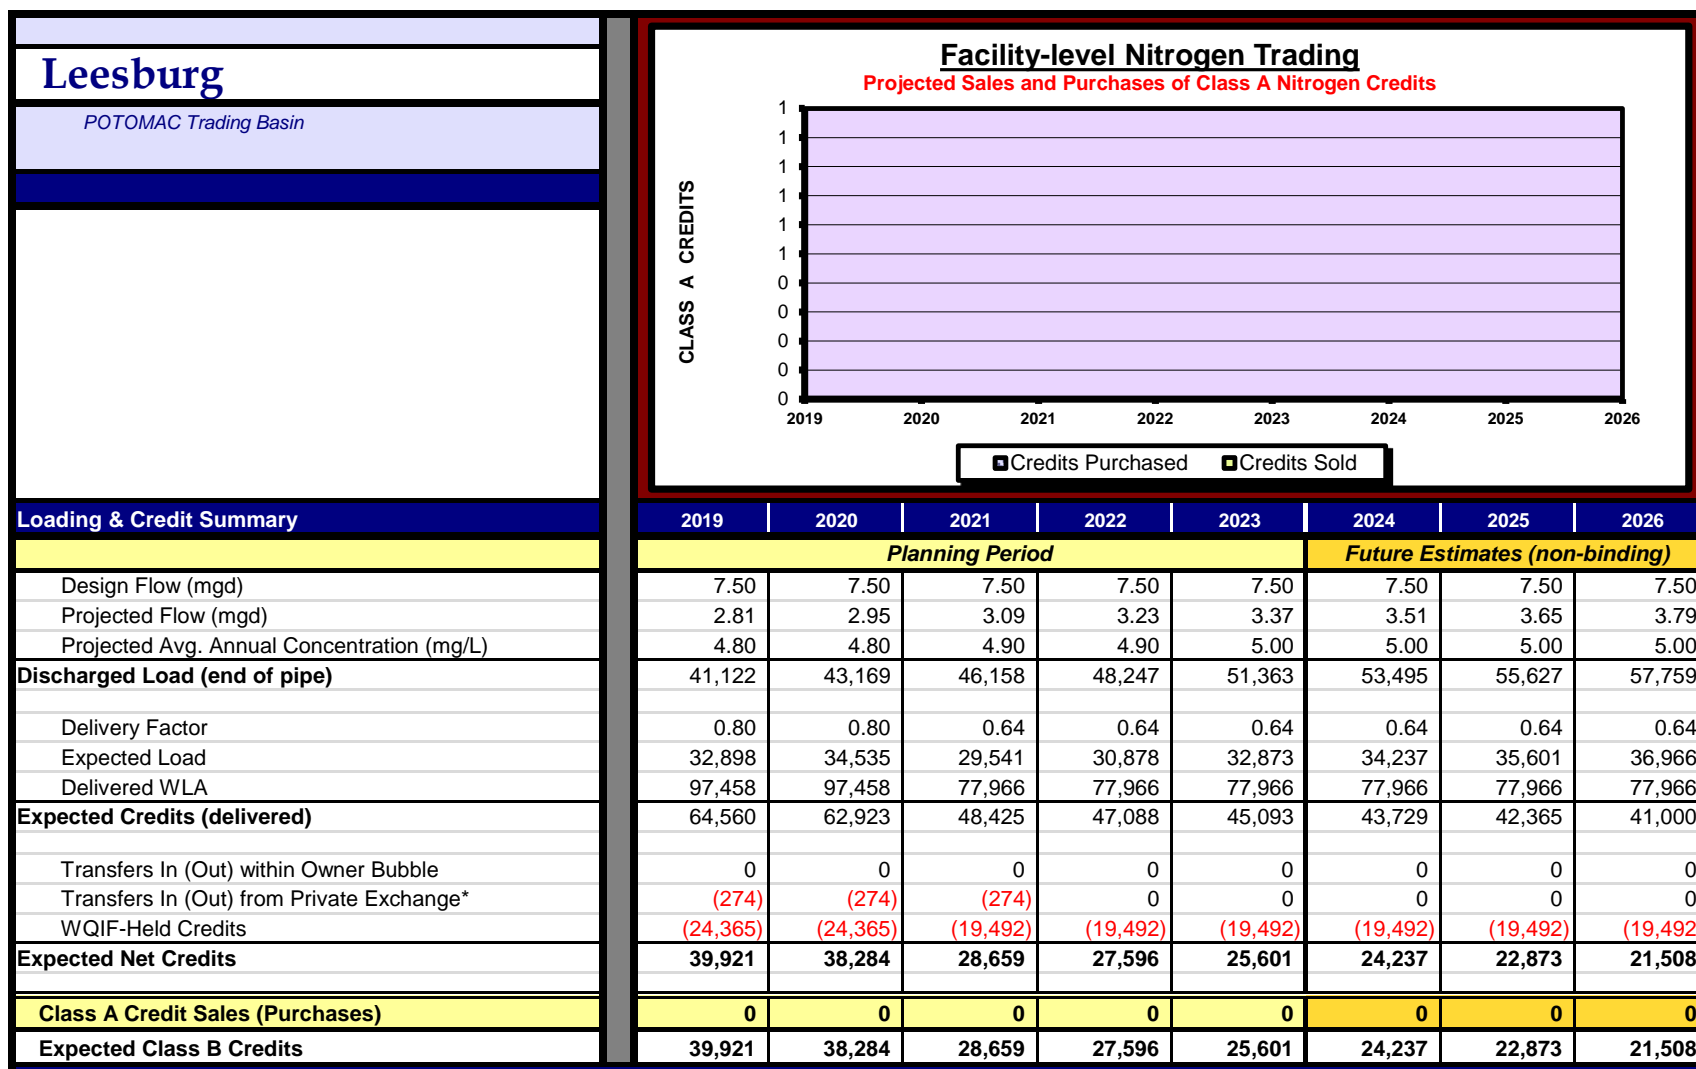 Leesburg
POTOMAC Trading Basin
Facility-level Nitrogen Trading
Projected Sales and Purchases of Class A Nitrogen Credits
CLASS A CREDITS
1
1
1
1
1
1
0
0
0
0
0
2019 2020 2021 2022 2023 2024 2025 2026
Credits Purchased Credits Sold
Loading & Credit Summary 2019 2020 2021 2022 2023 2024 2025 2026
Planning Period Future Estimates (non-binding)
Design Flow (mgd) 7.50 7.50 7.50 7.50 7.50 7.50 7.50 7.50
Projected Flow (mgd) 2.81 2.95 3.09 3.23 3.37 3.51 3.65 3.79
Projected Avg. Annual Concentration (mg/L) 4.80 4.80 4.90 4.90 5.00 5.00 5.00 5.00
Discharged Load (end of pipe) 41,122 43,169 46,158 48,247 51,363 53,495 55,627 57,759
Delivery Factor 0.80 0.80 0.64 0.64 0.64 0.64 0.64 0.64
Expected Load 32,898 34,535 29,541 30,878 32,873 34,237 35,601 36,966
Delivered WLA 97,458 97,458 77,966 77,966 77,966 77,966 77,966 77,966
Expected Credits (delivered) 64,560 62,923 48,425 47,088 45,093 43,729 42,365 41,000
Transfers In (Out) within Owner Bubble 0 0 0 0 0 0 0 0
Transfers In (Out) from Private Exchange* (274) (274) (274) 0 0 0 0 0
WQIF-Held Credits (24,365) (24,365) (19,492) (19,492) (19,492) (19,492) (19,492) (19,492
Expected Net Credits 39,921 38,284 28,659 27,596 25,601 24,237 22,873 21,508
Class A Credit Sales (Purchases) 0 0 0 0 0 0 0 0
Expected Class B Credits 39,921 38,284 28,659 27,596 25,601 24,237 22,873 21,508